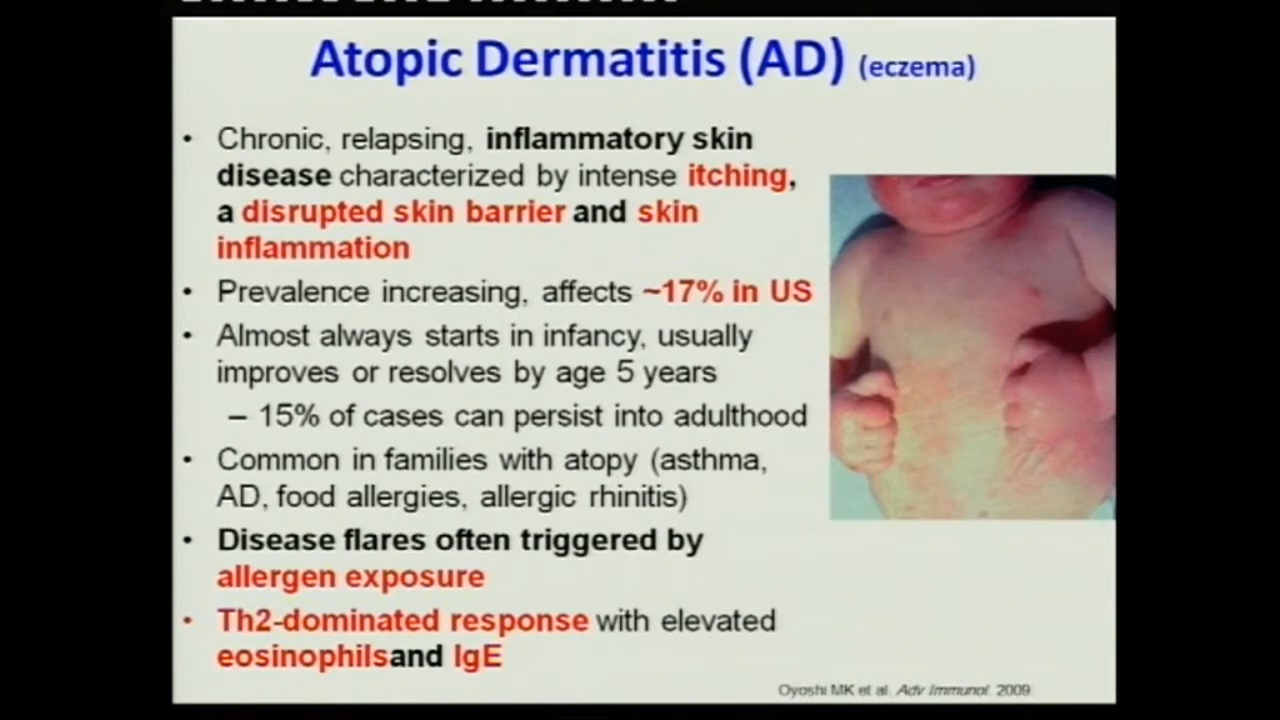 Atopic Dermatitis (AD) (eczema)
• Chronic, relapsing, inflammatory skin
disease characterized by intense itching,
a disrupted skin barrier and skin
inflammation
• Prevalence increasing, affects ~17% in US
• Almost always starts in infancy, usually
improves or resolves by age 5 years
– 15% of cases can persist into adulthood
• Common in families with atopy (asthma,
AD, food allergies, allergic rhinitis)
• Disease flares often triggered by
allergen exposure
• Th2-dominated response with elevated
eosinophilsand IgE
Oyoshi MK et al. Adv Immunol. 2009